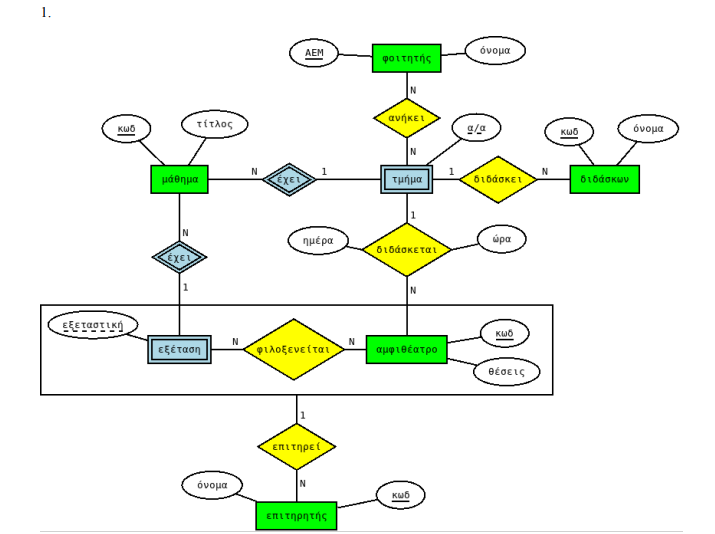 1.
ΑΕΜ
φοιτητής
όνομα
N
ανήκει
N
κωδ
τίτλος
α/α
κωδ
όνομα
μάθημα
N
έχει
1
τμήμα
1
διδάσκει
N
διδάσκων
N
1
ημέρα
διδάσκεται
ώρα
έχει
1
N
εξεταστική
κωδ
εξέταση
N
φιλοξενείται
N
αμφιθέατρο
θέσεις
1
επιτηρεί
N
όνομα
κωδ
επιτηρητής